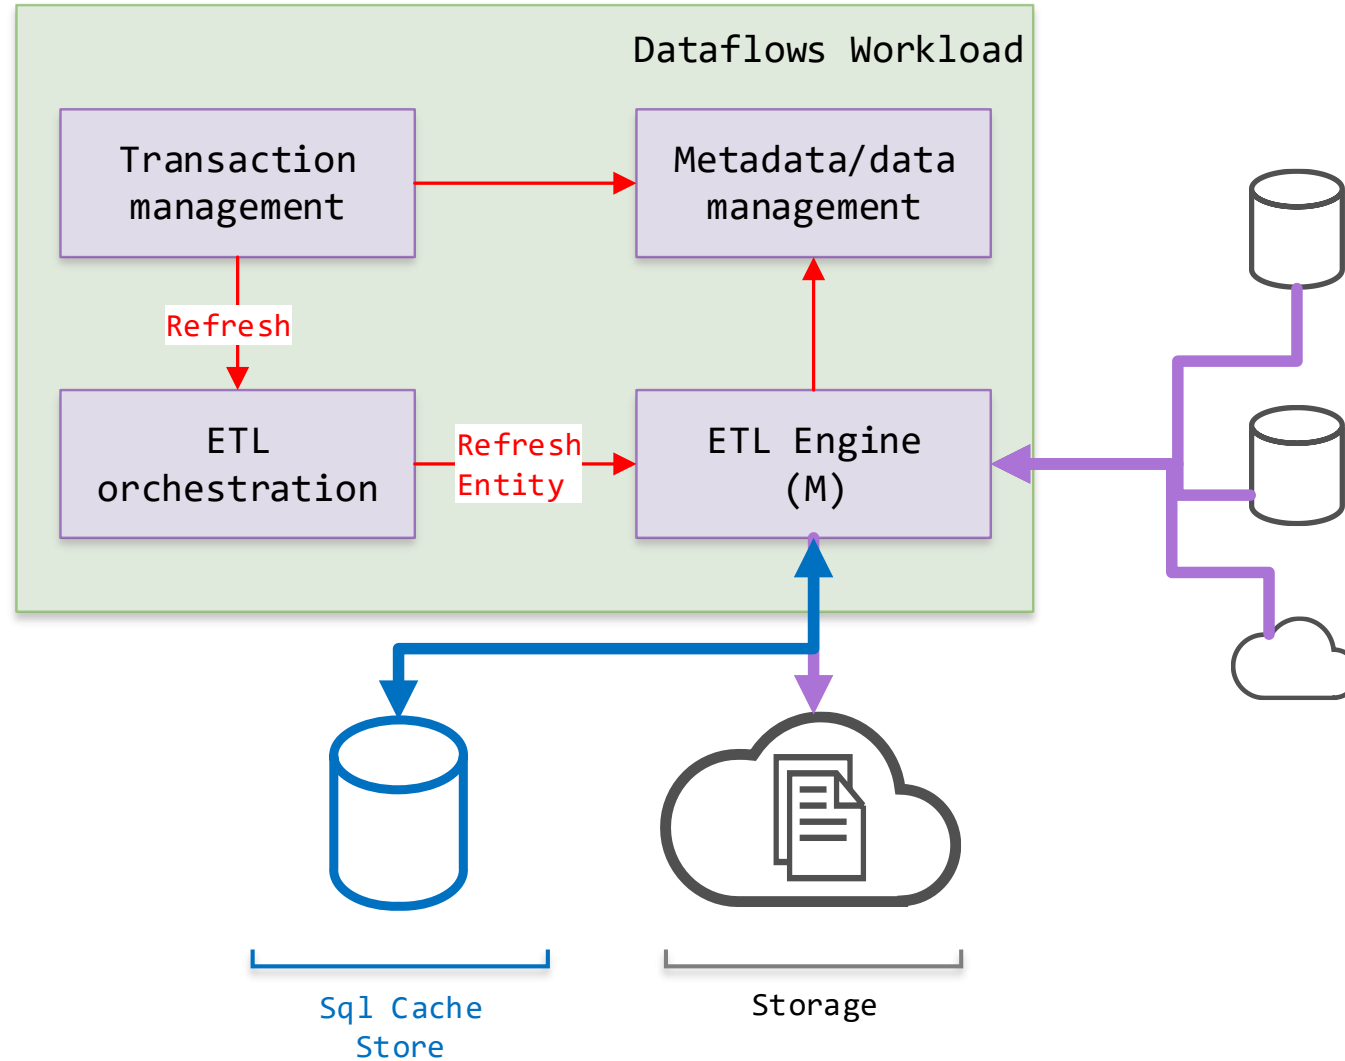 Dataflows Workload
Transaction
management
Metadata/data
management
Refresh
ETL
orchestration
Refresh
Entity
ETL Engine
(M)
Sql Cache
Store
Storage